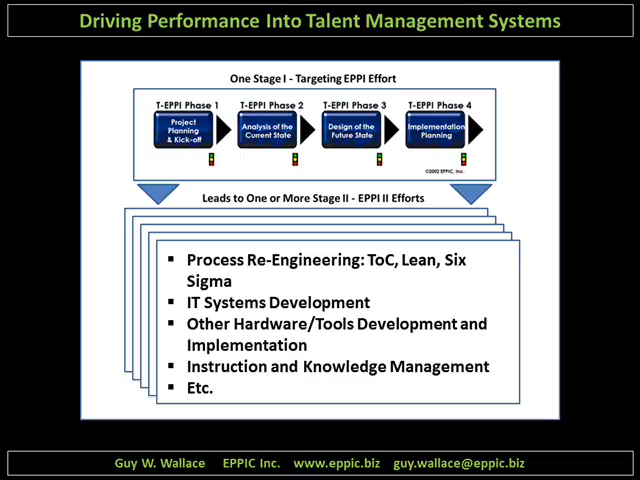 Driving Performance Into Talent Management Systems
One Stage I - Targeting EPPI Effort
T-EPPI Phase 1 T-EPPI Phase 2 T-EPPI Phase 3 T-EPPI Phase 4
Project
Planning
& Kick-off
Analysis of the
Current State
Design of the
Future State
Implementation
Planning
©2002 EPPIC, Inc.
Leads to One or More Stage II - EPPI II Efforts
▪ Process Re-Engineering: ToC, Lean, Six
Sigma
▪ IT Systems Development
▪ Other Hardware/Tools Development and
Implementation
▪ Instruction and Knowledge Management
▪ Etc.
Guy W. Wallace EPPIC Inc. www.eppic.biz guy.wallace@eppic.biz